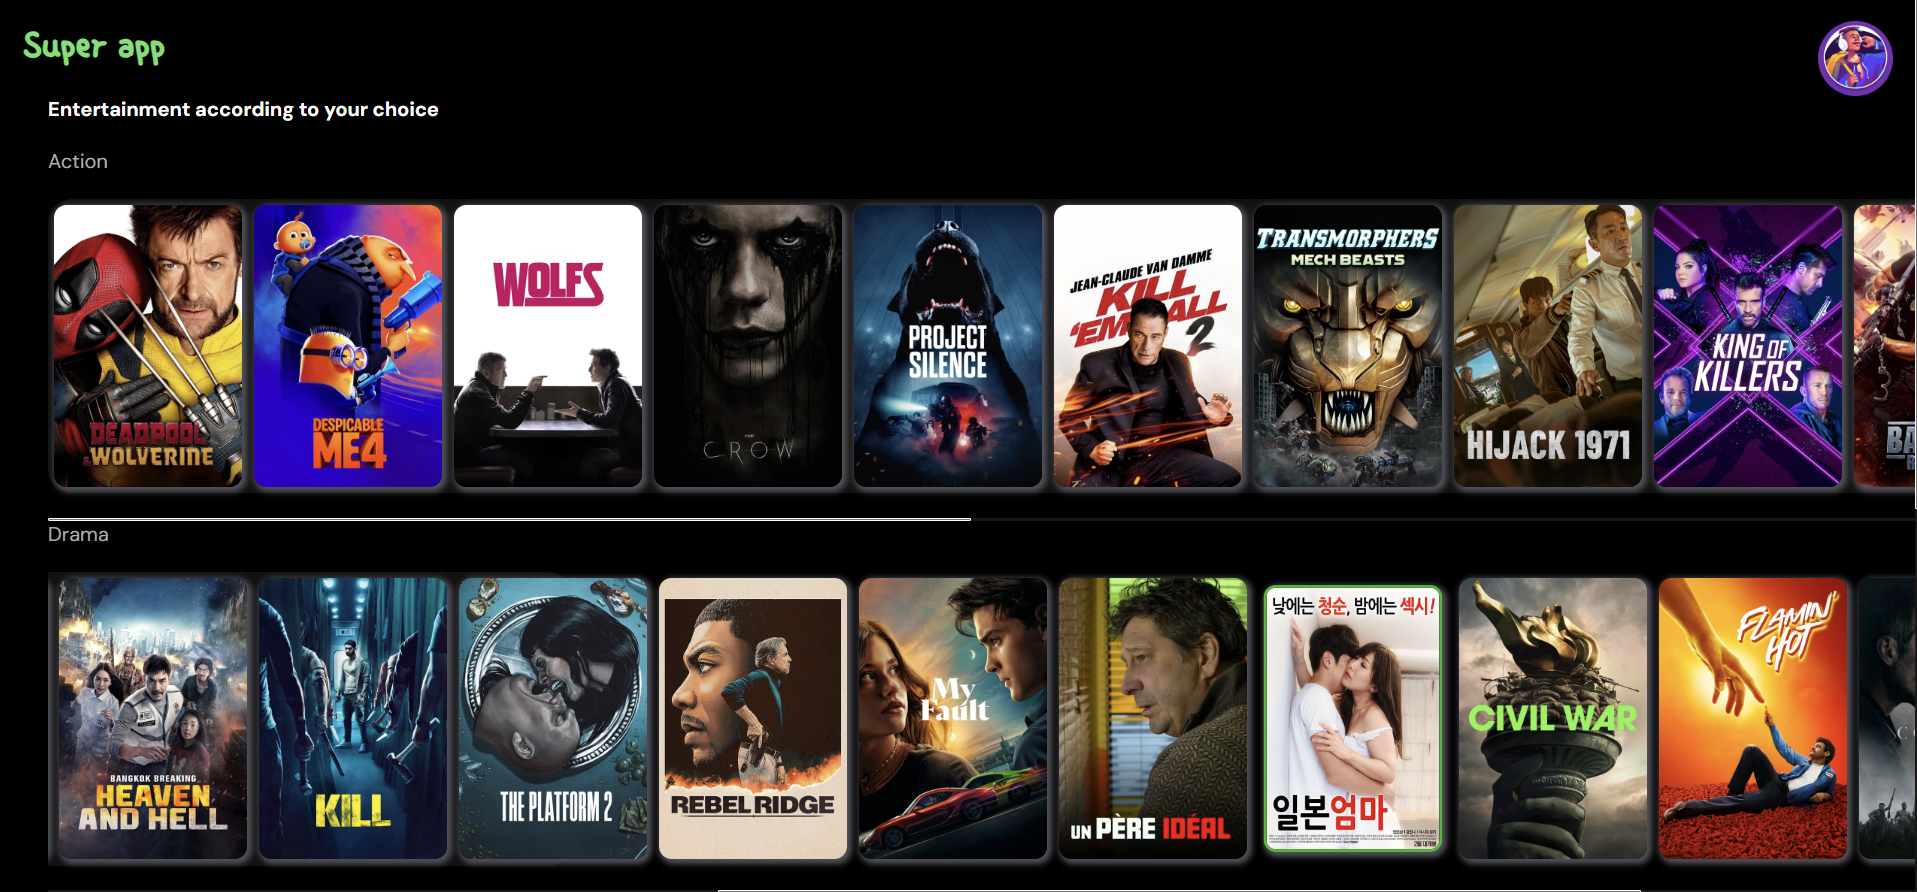 Super app
Entertainment according to your choice
Action
DEADPOOL
& WOLVERINE
DESPICABLE
ME4
WOLFS
THE
CROW
PROJECT
SILENCE
JEAN-CLAUDE VAN DAMME
KILL
'EM ALL
2
TRANSMORPHERS
MECH BEASTS
HIJACK 1971
KING OF
KILLERS
Drama
BANGKOK BREAKING
HEAVEN
AND HELL
KILL
THE PLATFORM 2
REBEL RIDGE
My
Fault
UN PÈRE IDÉAL
낮에는 청순, 밤에는 섹시!
일본엄마
CIVIL WAR
FLAMIN'
HOT